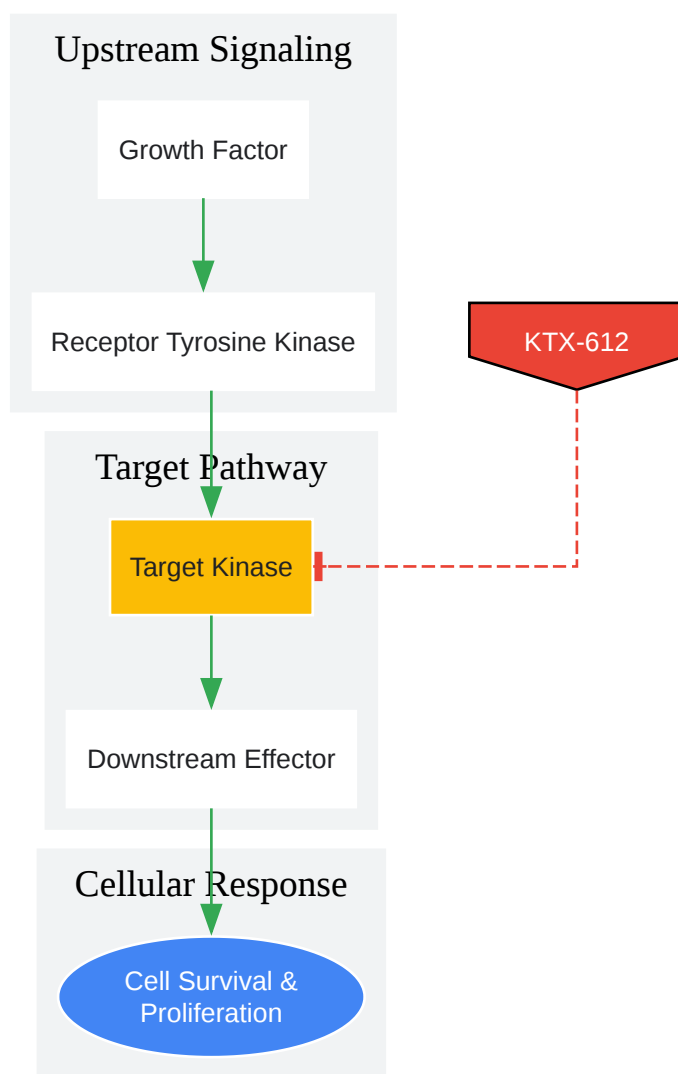 Upstream Signaling
Growth Factor
Receptor Tyrosine Kinase
KTX-612
Target Pathway
Target Kinase
Downstream Effector
Cellular Response
Cell Survival &
Proliferation